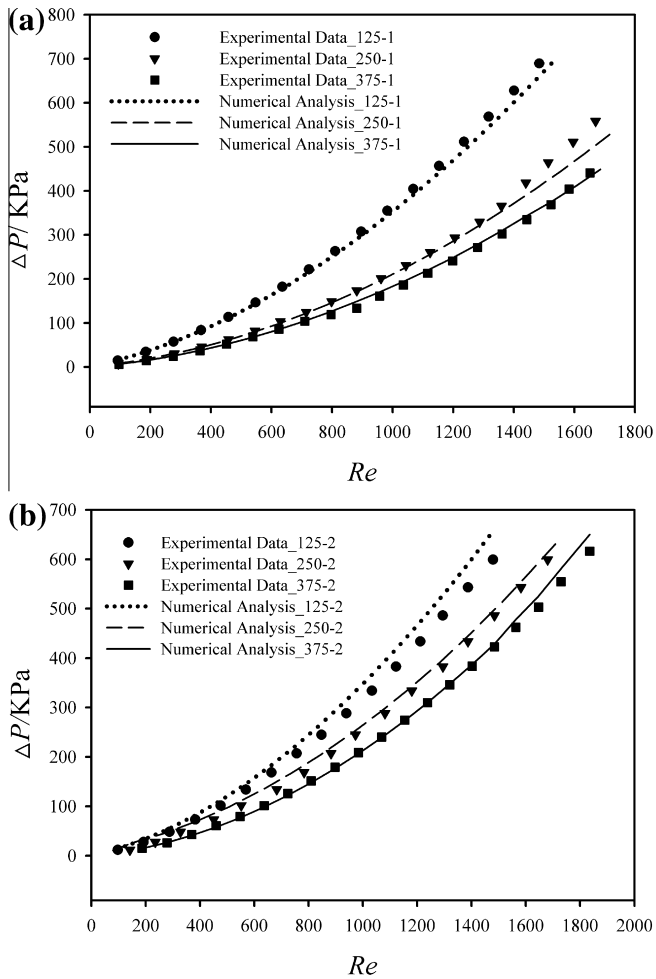 (a)
800
700
600
500
400
300
200
100
0
ΔP/ KPa
Experimental Data_125-1
Experimental Data_250-1
Experimental Data_375-1
Numerical Analysis_125-1
Numerical Analysis_250-1
Numerical Analysis_375-1
0 200 400 600 800 1000 1200 1400 1600 1800
Re
(b)
700
600
500
400
300
200
100
0
ΔP/KPa
Experimental Data_125-2
Experimental Data_250-2
Experimental Data_375-2
Numerical Analysis_125-2
Numerical Analysis_250-2
Numerical Analysis_375-2
0 200 400 600 800 1000 1200 1400 1600 1800 2000
Re